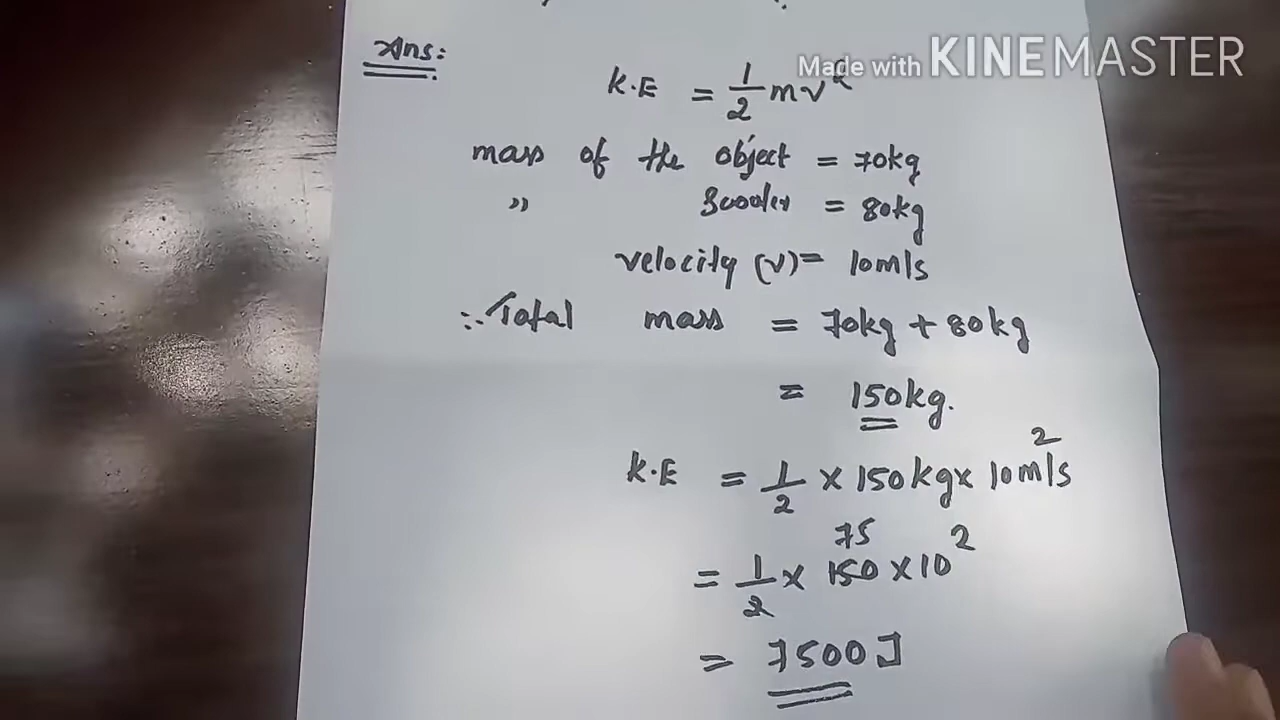 Made with KINEMASTER
Ans:
K.E = 1/2 mv²
mass of the object = 70kg
" Scooter = 80kg
velocity (v) = 10m/s
∴ Total mass = 70kg + 80kg
= 150kg.
K.E = 1/2 × 150kg × 10m/s²
= 1/2 × 150 × 10²
75
= 7500J